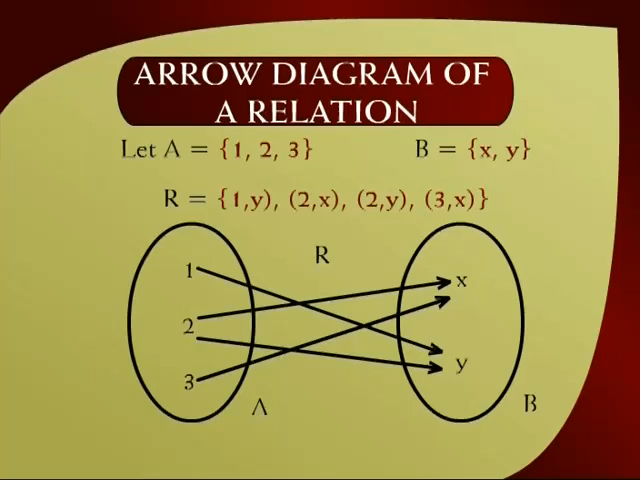 ARROW DIAGRAM OF
A RELATION
Let A = {1, 2, 3} B = {x, y}
R = {1,y), (2,x), (2,y), (3,x)}
R
1
x
2
y
3
A
B